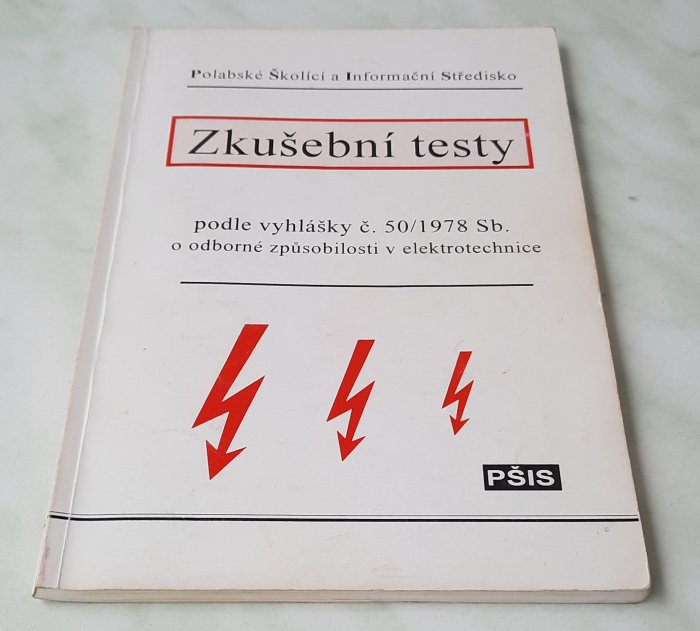 Polabské Školící a Informační Středisko
Zkušební testy
podle vyhlášky č. 50/1978 Sb.
o odborné způsobilosti v elektrotechnice
PŠIS